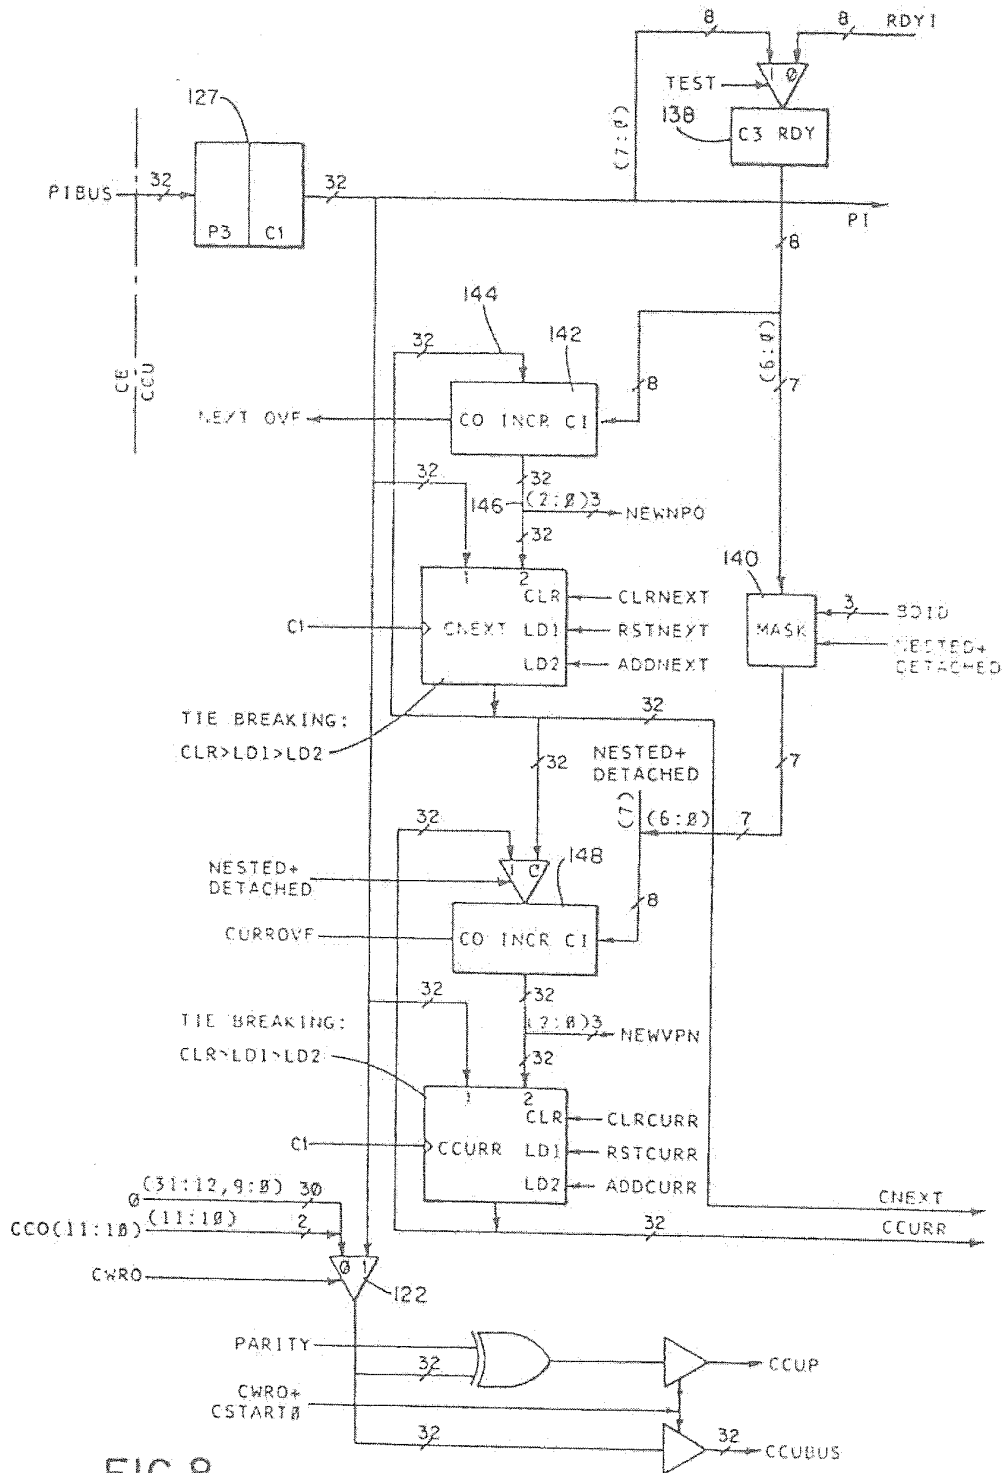 8
8
RDYI
TEST
1 0
127
138
C3 RDY
(7:0)
PIBUS
32
32
P3
C1
PI
8
144
142
32
(6:0)
CE
CCU
8
7
NEXT OVF
CO INCR CI
32
32
146
(2:0)
3
NEWNPO
32
140
1
2
CLR
CLRNEXT
3
BDID
C1
CNEXT
LD1
RSTNEXT
MASK
NESTED+
DETACHED
LD2
ADDNEXT
TIE BREAKING:
32
CLR>LD1>LD2
NESTED+
DETACHED
32
7
(7)
(6:0)
7
32
148
NESTED+
DETACHED
1
8
CURROVF
CO INCR CI
32
32
TIE BREAKING:
(2:0)
3
NEWVPN
CLR>LD1>LD2
32
1
2
CLR
CLRCURR
C1
CCURR
LD1
RSTCURR
LD2
ADDCURR
0
(31:12,9:0)
30
CNEXT
CCO(11:10)
(11:10)
2
32
CCURR
CWRO
0 1
122
PARITY
32
CCUP
CWRO+
CSTART0
32
32
CCUBUS
FIG.8